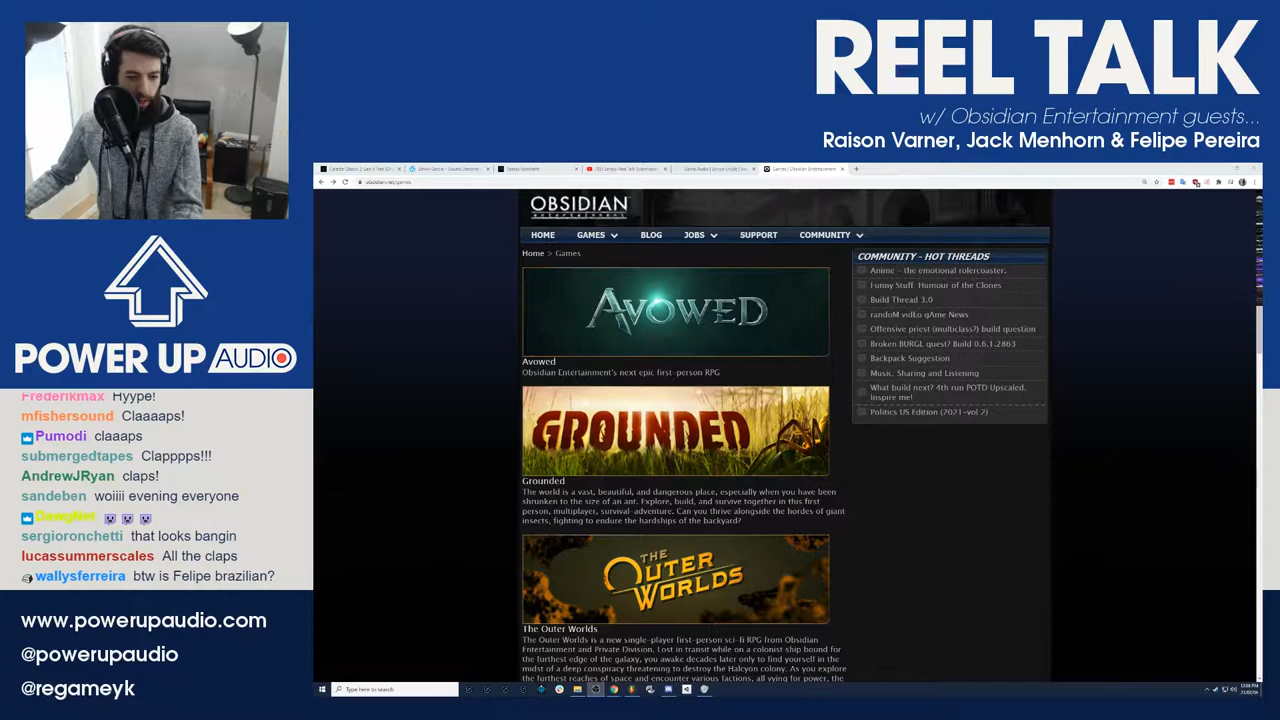 REEL TALK
w/ Obsidian Entertainment guests...
Raison Varner, Jack Menhorn & Felipe Pereira
POWER UP AUDIO
Frederikmax Hyype!
mfishersound Claaaaps!
Pumodi claaaps
submergedtapes Clapppps!!!
AndrewJRyan claps!
sandeben woiiii evening everyone
DawgNet
sergioronchetti that looks bangin
lucassummerscales All the claps
wallysferreira btw is Felipe brazilian?
www.powerupaudio.com
@powerupaudio
@regameyk
Games | Obsidian Entertainment
obsidian.net/games
OBSIDIAN
entertainment
HOME GAMES BLOG JOBS SUPPORT COMMUNITY
Home > Games
AVOWED
Avowed
Obsidian Entertainment's next epic first-person RPG
GROUNDED
Grounded
The world is a vast, beautiful, and dangerous place, especially when you have been
shrunken to the size of an ant. Explore, build, and survive together in this first
person, multiplayer, survival-adventure. Can you thrive alongside the hordes of giant
insects, fighting to endure the hardships of the backyard?
THE
OUTER
WORLDS
The Outer Worlds
The Outer Worlds is a new single-player first-person sci-fi RPG from Obsidian
Entertainment and Private Division. Lost in transit while on a colonist ship bound for
the furthest edge of the galaxy, you awake decades later only to find yourself in the
midst of a deep conspiracy threatening to destroy the Halcyon colony. As you explore
the furthest reaches of space and encounter various factions, all vying for power, the
COMMUNITY - HOT THREADS
Anime - the emotional rolercoaster.
Funny Stuff. Humour of the Clones
Build Thread 3.0
randoM vidEo gAme News
Offensive priest (multiclass?) build question
Broken BURGL quest? Build 0.6.1.2863
Backpack Suggestion
Music. Sharing and Listening
What build next? 4th run POTD Upscaled.
Inspire me!
Politics US Edition (2021-vol 2)
Type here to search